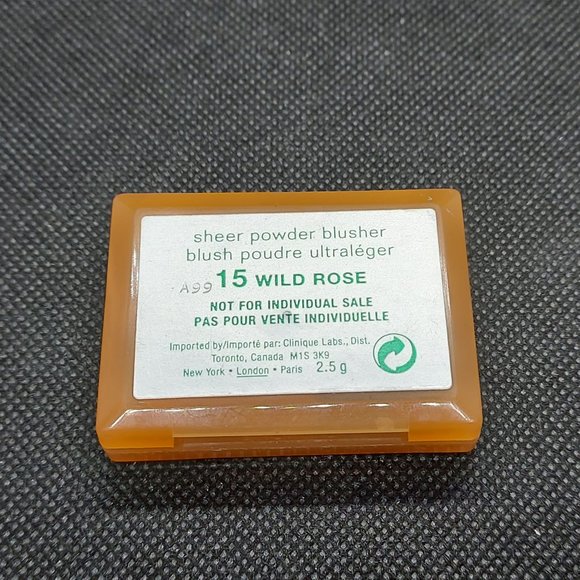 sheer powder blusher
blush poudre ultraléger
A99 15 WILD ROSE
NOT FOR INDIVIDUAL SALE
PAS POUR VENTE INDIVIDUELLE
Imported by/importé par: Clinique Labs., Dist.
Toronto, Canada M1S 3K9
New York • London • Paris 2.5 g